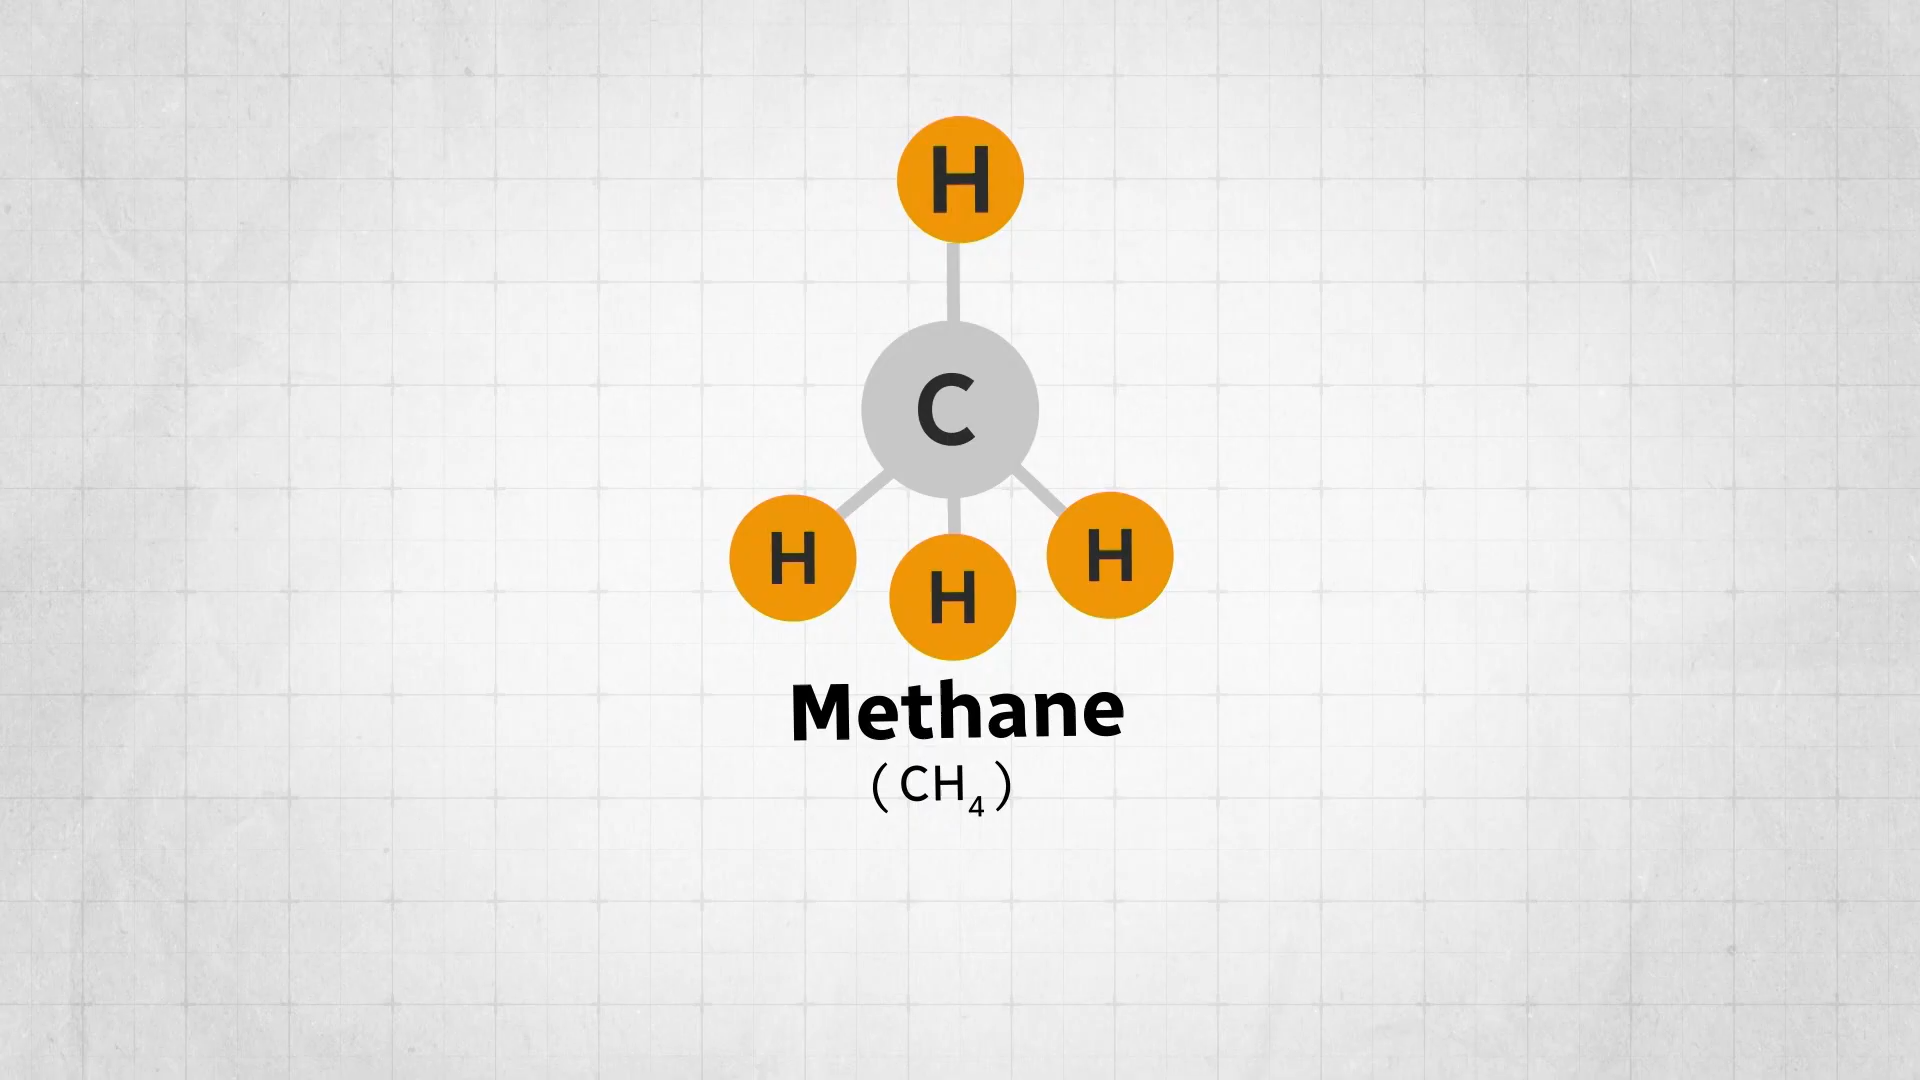 H
C
H H H
Methane
(CH₄)